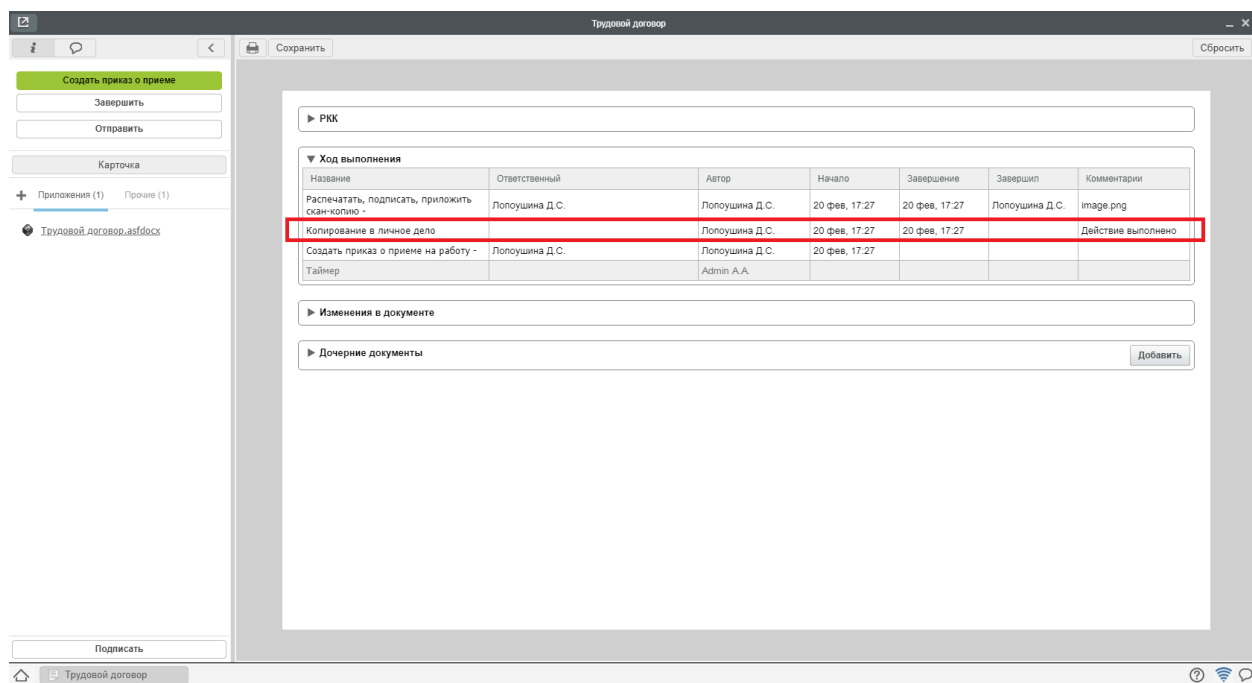 Трудовой договор
Сохранить
Сбросить
Создать приказ о приеме
Завершить
Отправить
Карточка
Приложения (1) Прочие (1)
Трудовой договор.asfdocx
РКК
Ход выполнения
Название Ответственный Автор Начало Завершение Завершил Комментарии
Распечатать, подписать, приложить
скан-копию - Лопоушина Д.С. Лопоушина Д.С. 20 фев, 17:27 20 фев, 17:27 Лопоушина Д.С. image.png
Копирование в личное дело Лопоушина Д.С. 20 фев, 17:27 20 фев, 17:27 Действие выполнено
Создать приказ о приеме на работу - Лопоушина Д.С. Лопоушина Д.С. 20 фев, 17:27
Таймер Admin A.A.
Изменения в документе
Дочерние документы Добавить
Подписать
Трудовой договор